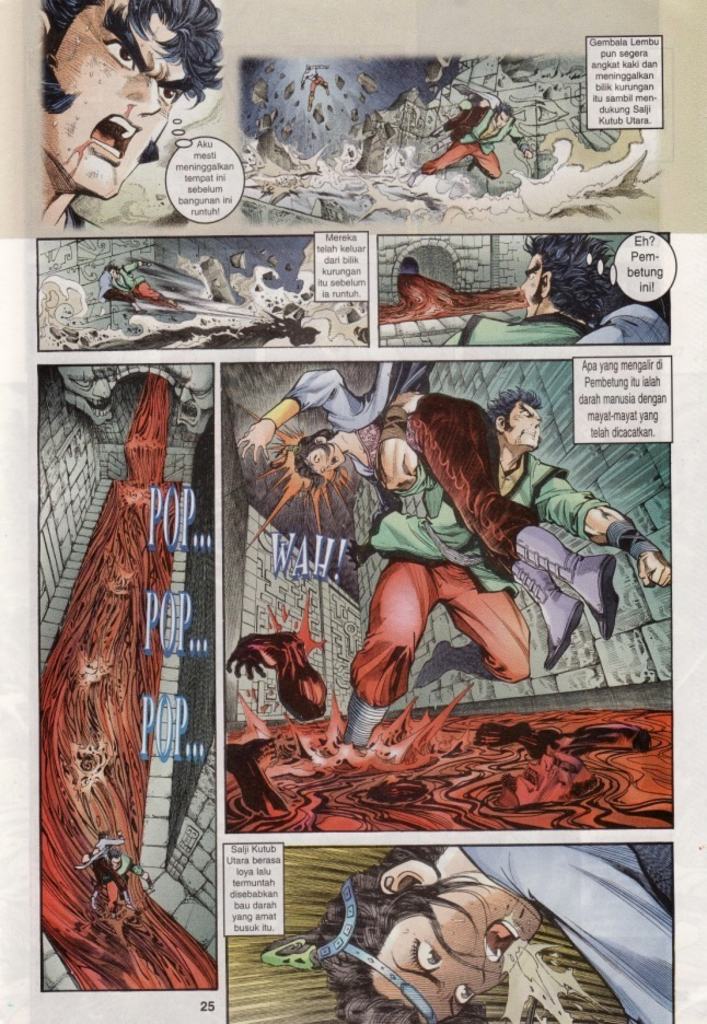 Gembala Lembu
pun segera
angkat kaki dan
meninggalkan
bilik kurungan
itu sambil men-
dukung Salji
Kutub Utara.
Aku
mesti
meninggalkan
tempat ini
sebelum
bangunan ini
runtuh!
Mereka
telah keluar
dari bilik
kurungan
itu sebelum
ia runtuh.
Eh?
Pem-
betung
ini!
POP...
POP...
POP...
Apa yang mengalir di
Pembetung itu ialah
darah manusia dengan
mayat-mayat yang
telah dicacatkan.
WAH!
Salji Kutub
Utara berasa
loya lalu
termuntah
disebabkan
bau darah
yang amat
busuk itu.
25